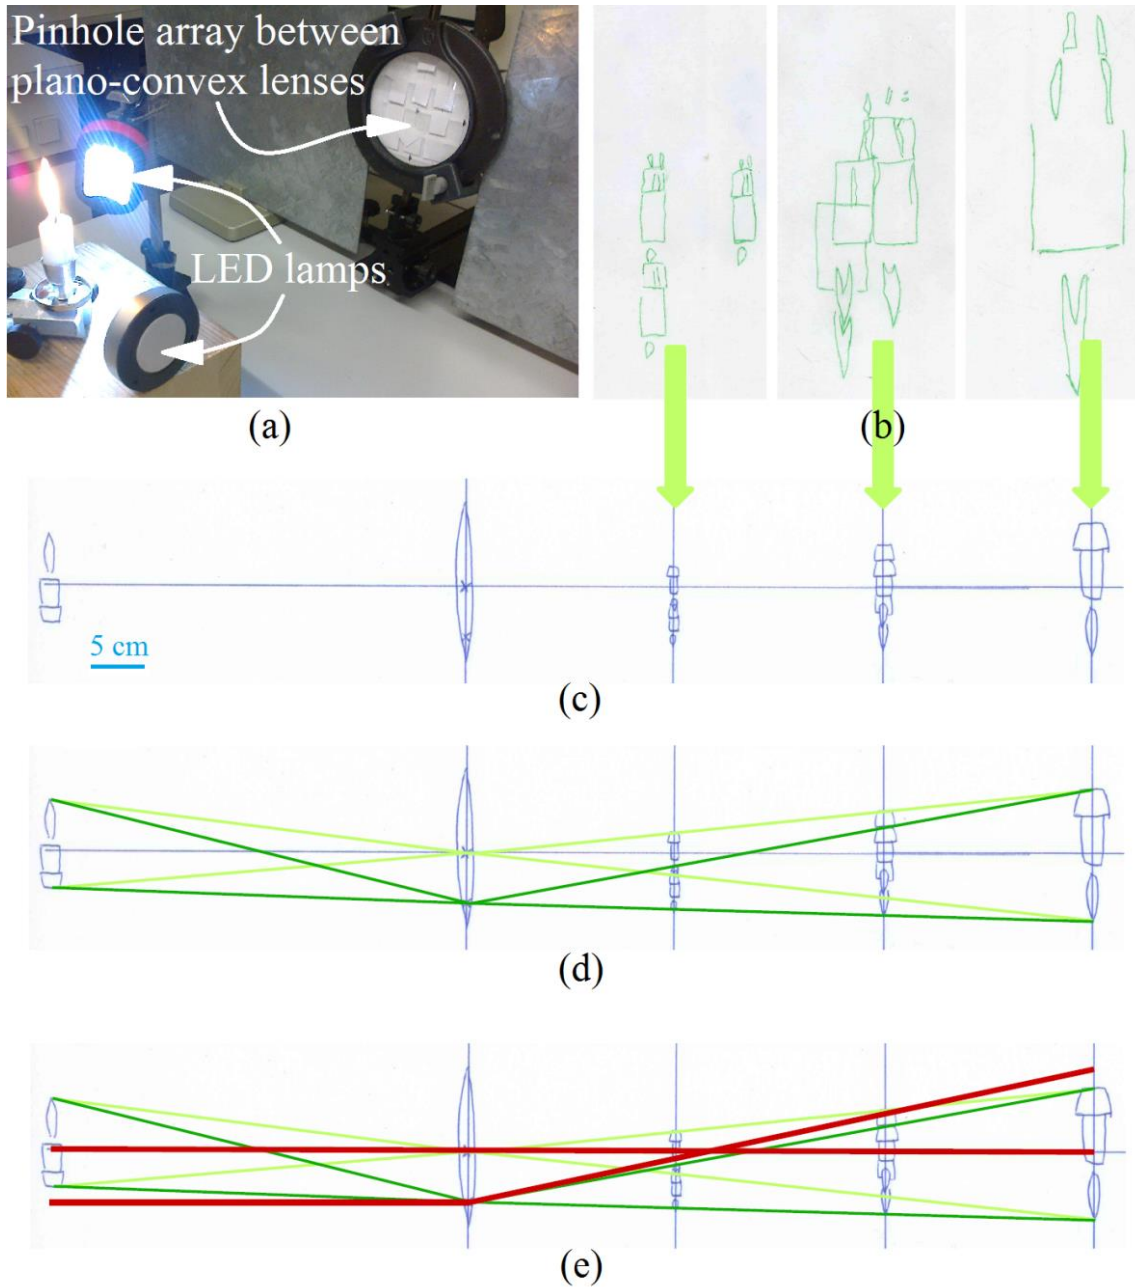 Pinhole array between
plano-convex lenses
LED lamps
(a)
(b)
5 cm
(c)
(d)
(e)